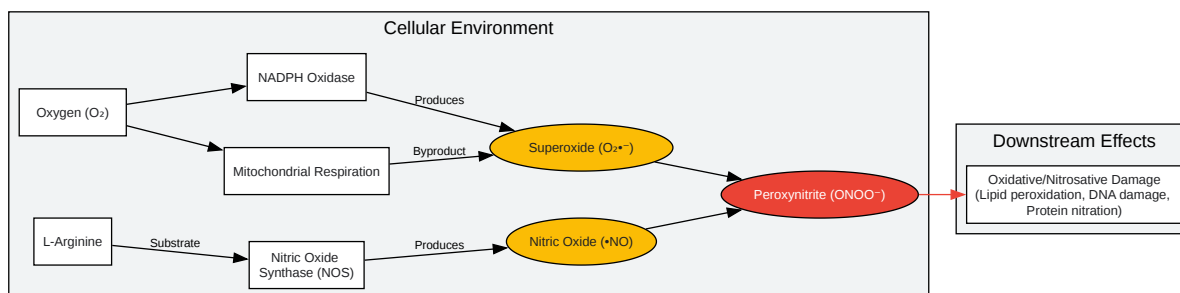 Cellular Environment
NADPH Oxidase
Oxygen (O₂)
Produces
Superoxide (O₂•⁻)
Byproduct
Mitochondrial Respiration
Peroxynitrite (ONOO⁻)
L-Arginine
Substrate
Nitric Oxide
Synthase (NOS)
Produces
Nitric Oxide (•NO)
Downstream Effects
Oxidative/Nitrosative Damage
(Lipid peroxidation, DNA damage,
Protein nitration)